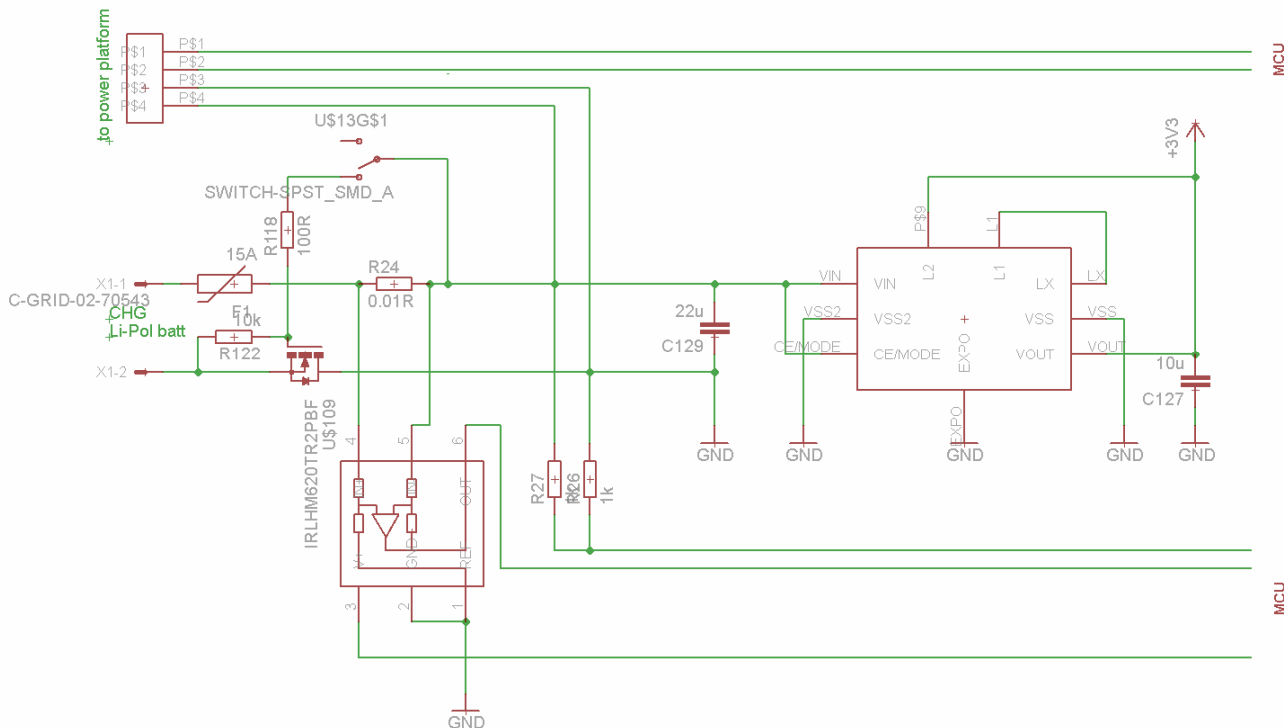 to power platform
P$1
P$2
P$3
P$4
P$1
P$2
P$3
P$4
MCU
U$13G$1
SWITCH-SPST_SMD_A
R118
100R
15A
X1-1
C-GRID-02-70543
CHG
Li-Pol batt
F1
10k
R122
X1-2
R24
0.01R
IRLHM620TR2PBF
U$109
22u
C129
GND
VIN
VSS2
CE/MODE
P$9
L1
L2
L1
VIN
VSS2
CE/MODE
LX
VSS
VOUT
EXPO
EXPO
LX
VSS
VOUT
+3V3
10u
C127
GND
GND
GND
GND
4
5
6
IN+
IN-
OUT
V+
GND
REF
3
2
1
GND
R27
R26
1k
MCU